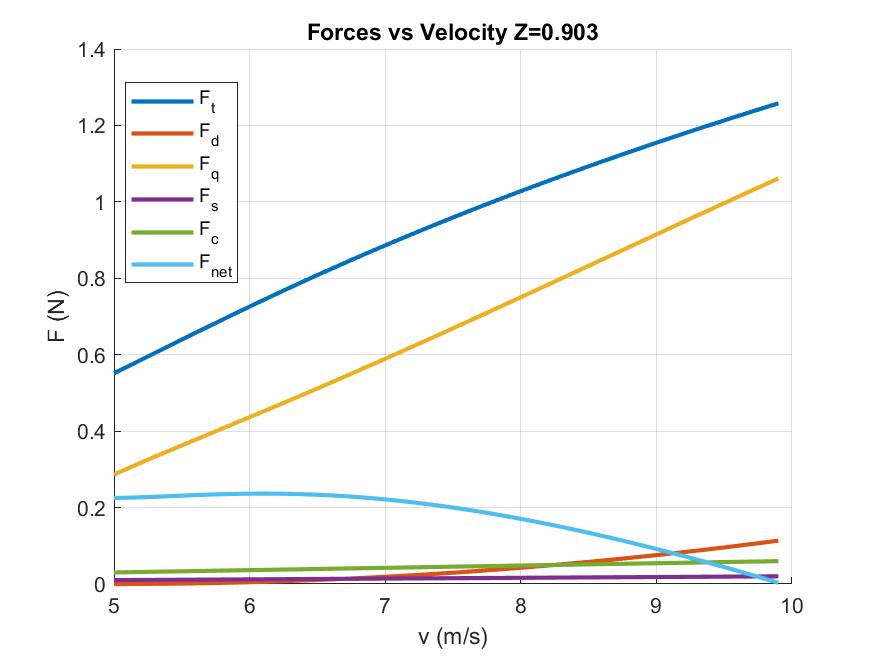 Forces vs Velocity Z=0.903
1.4
1.2
1
0.8
0.6
0.4
0.2
0
F (N)
F_t
F_d
F_q
F_s
F_c
F_net
5 6 7 8 9 10
v (m/s)